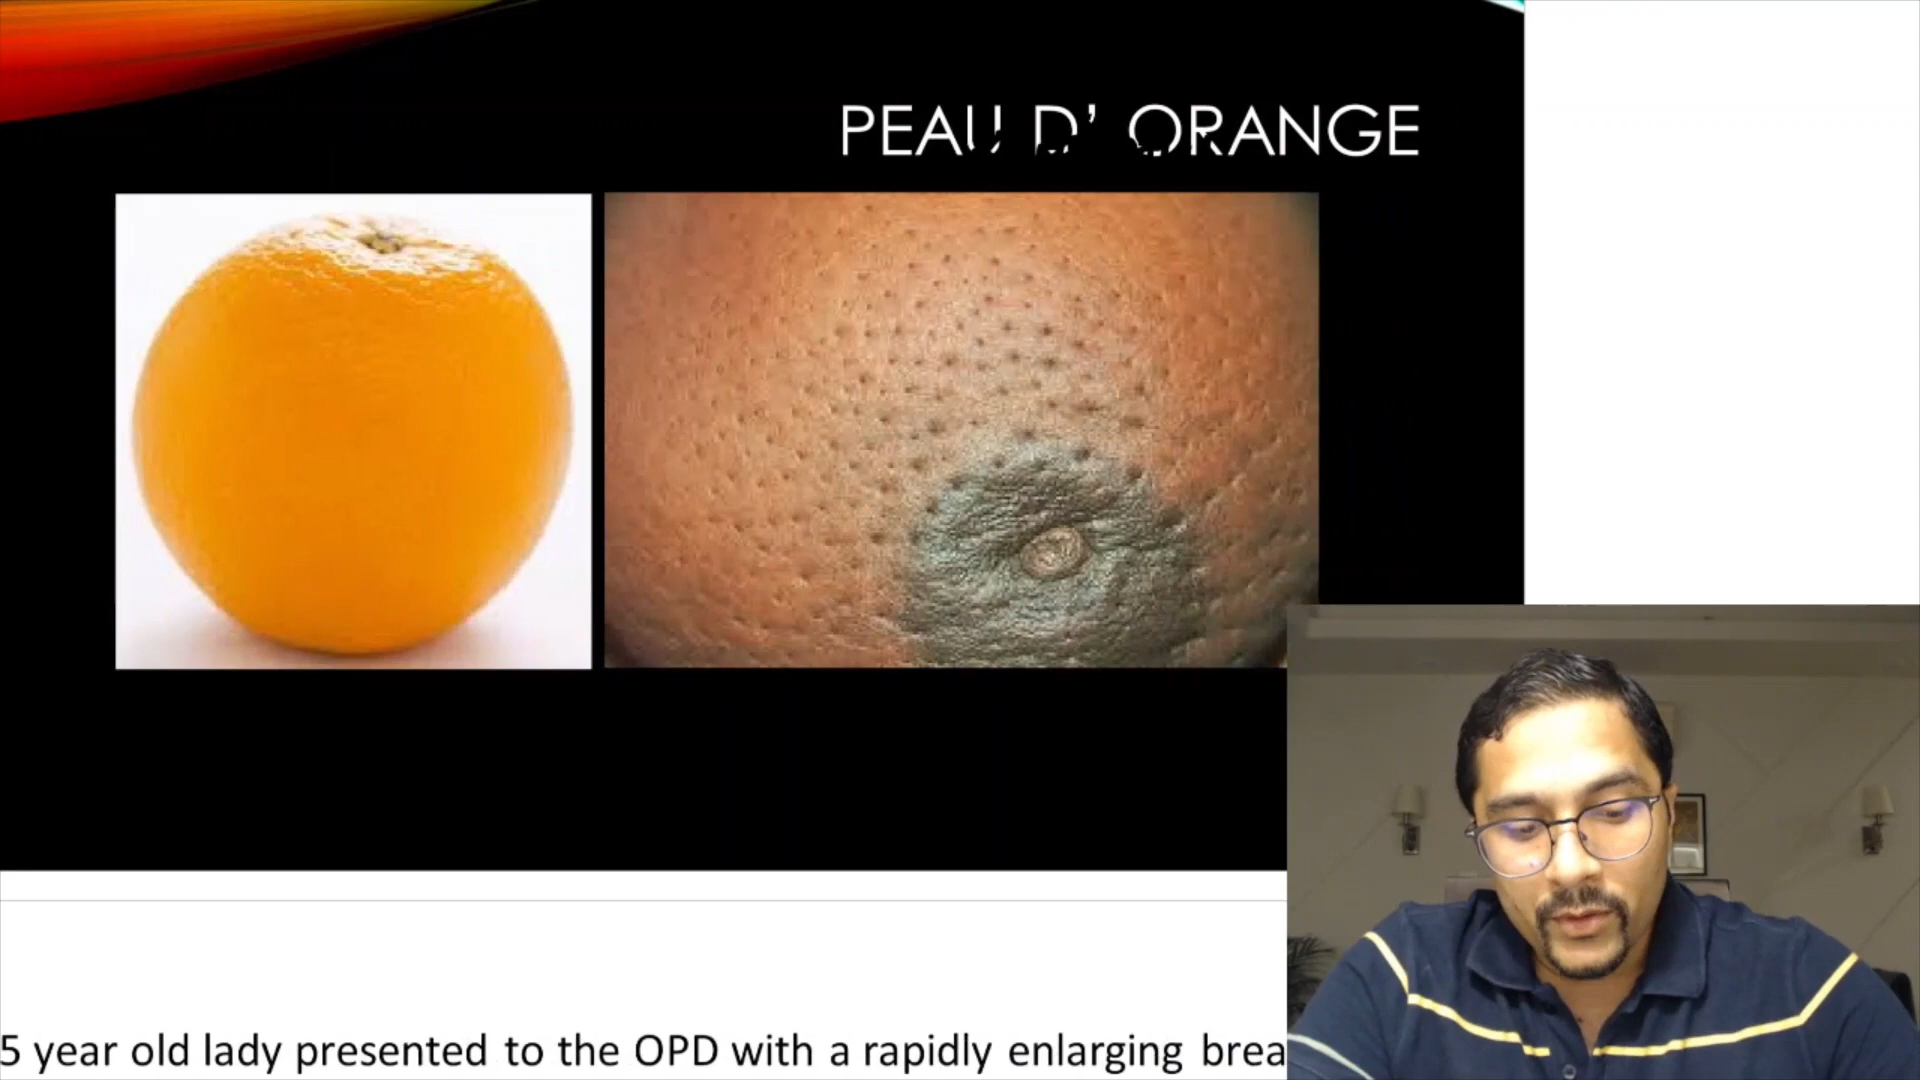 PEAU D' ORANGE
5 year old lady presented to the OPD with a rapidly enlarging brea